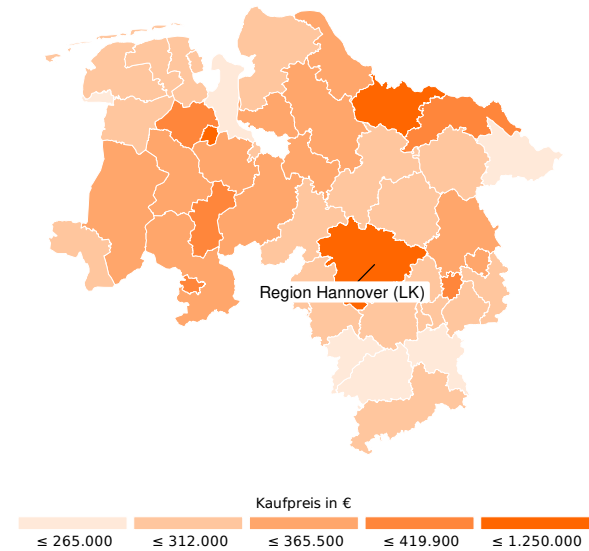 Region Hannover (LK)
Kaufpreis in €
≤ 265.000 ≤ 312.000 ≤ 365.500 ≤ 419.900 ≤ 1.250.000